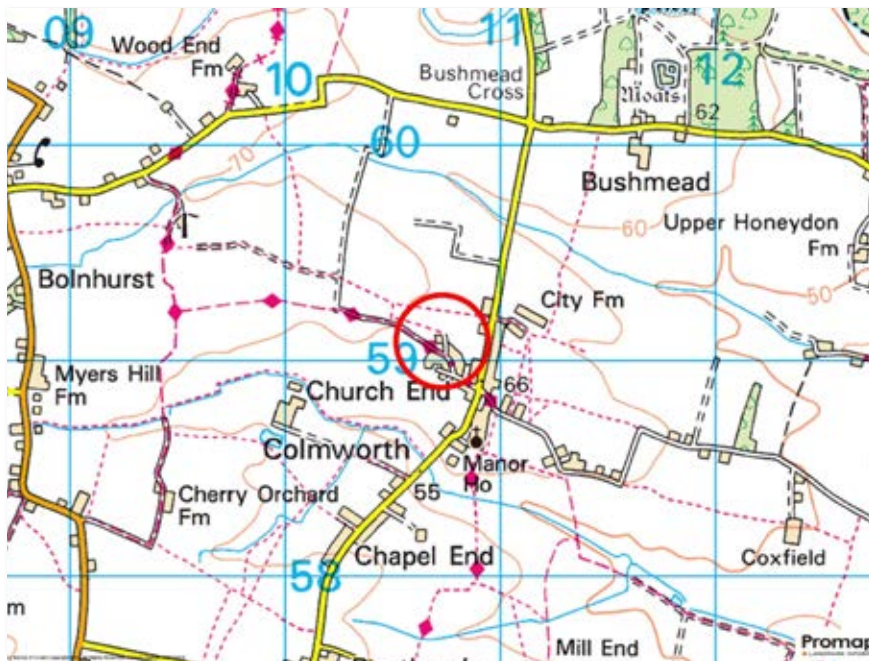 09
11
Wood End
Fm
10
Bushmead
Cross
12
Moats
62
60
70
Bushmead
60
Upper Honeydon
Fm
Bolnhurst
50
City Fm
59
Myers Hill
Fm
Church End
66
Colmworth
Manor
Ho
Cherry Orchard
Fm
55
Chapel End
Coxfield
58
m
Mill End
Promap